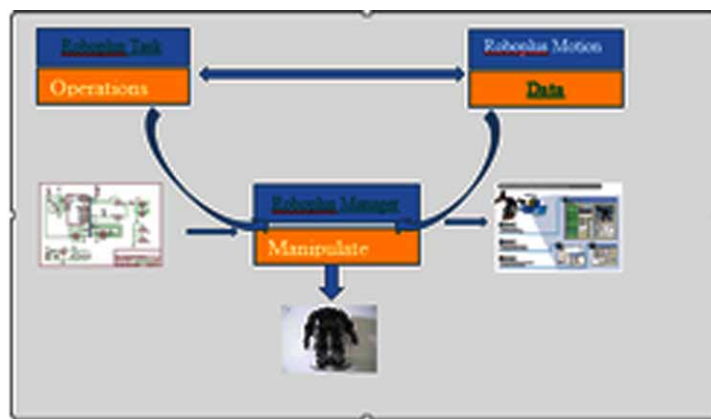 Roboplus Task
Operations
Roboplus Motion
Data
Roboplus Manager
Manipulate